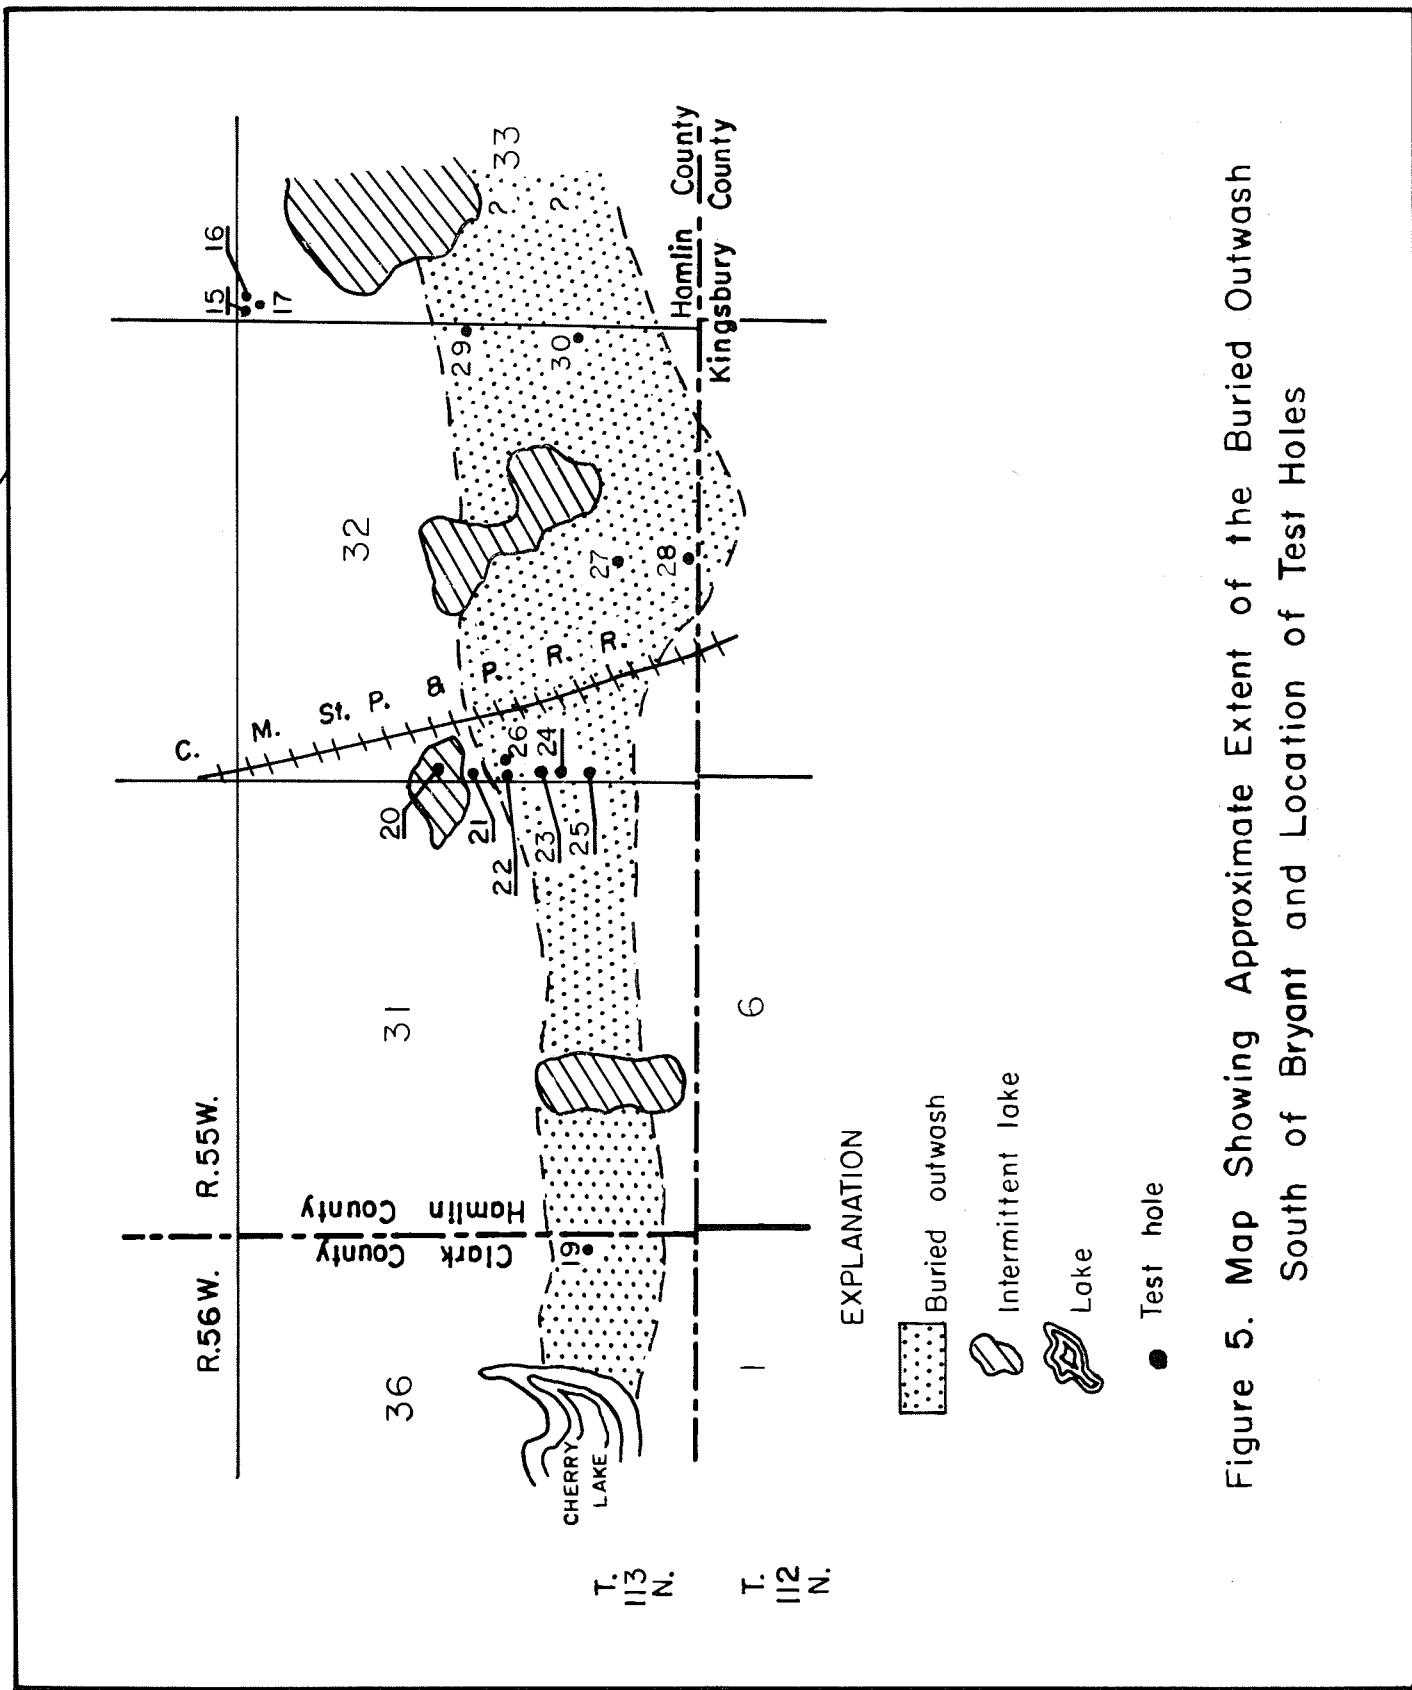 R.56W.
R.55W.
C. M. St. P. & P. R. R.
15
16
17
36
31
32
33
Clark County
Hamlin County
20
21
22
26
23
24
25
29
30
27
28
19
?
?
CHERRY
LAKE
T.
113
N.
Hamlin County
Kingsbury County
T.
112
N.
1
6
EXPLANATION
Buried outwash
Intermittent lake
Lake
Test hole
Figure 5. Map Showing Approximate Extent of the Buried Outwash
South of Bryant and Location of Test Holes